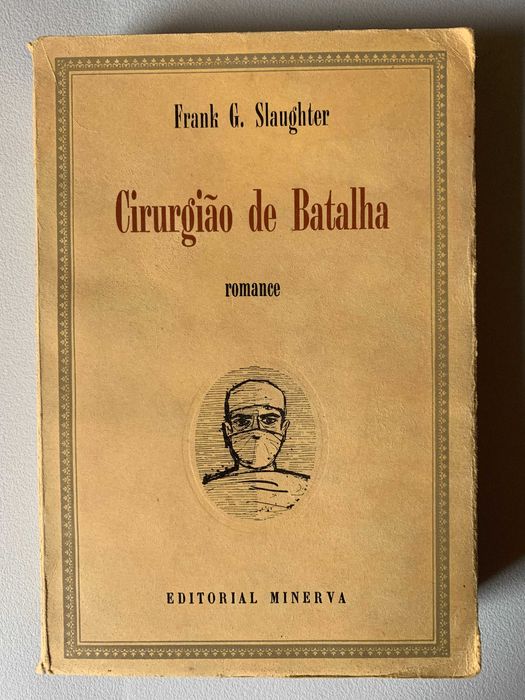 Frank G. Slaughter
Cirurgião de Batalha
romance
EDITORIAL MINERVA